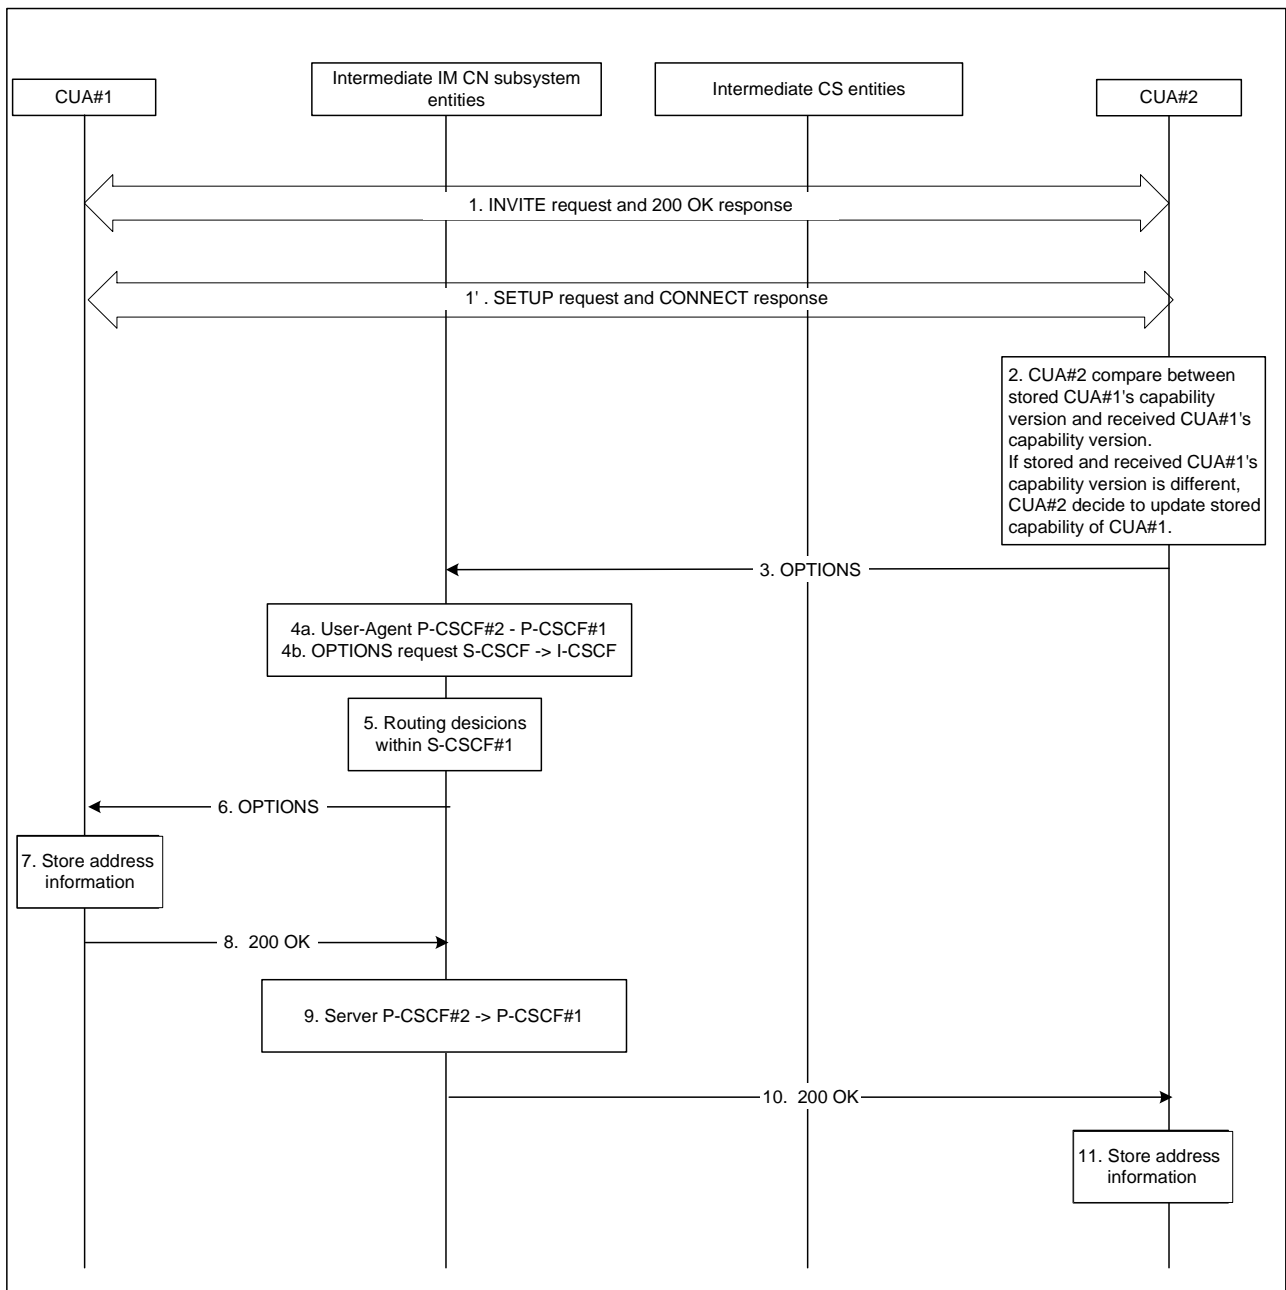 CUA#1
Intermediate IM CN subsystem
entities
Intermediate CS entities
CUA#2
1. INVITE request and 200 OK response
1' . SETUP request and CONNECT response
2. CUA#2 compare between
stored CUA#1's capability
version and received CUA#1's
capability version.
If stored and received CUA#1's
capability version is different,
CUA#2 decide to update stored
capability of CUA#1.
3. OPTIONS
4a. User-Agent P-CSCF#2 - P-CSCF#1
4b. OPTIONS request S-CSCF -> I-CSCF
5. Routing desicions
within S-CSCF#1
6. OPTIONS
7. Store address
information
8. 200 OK
9. Server P-CSCF#2 -> P-CSCF#1
10. 200 OK
11. Store address
information